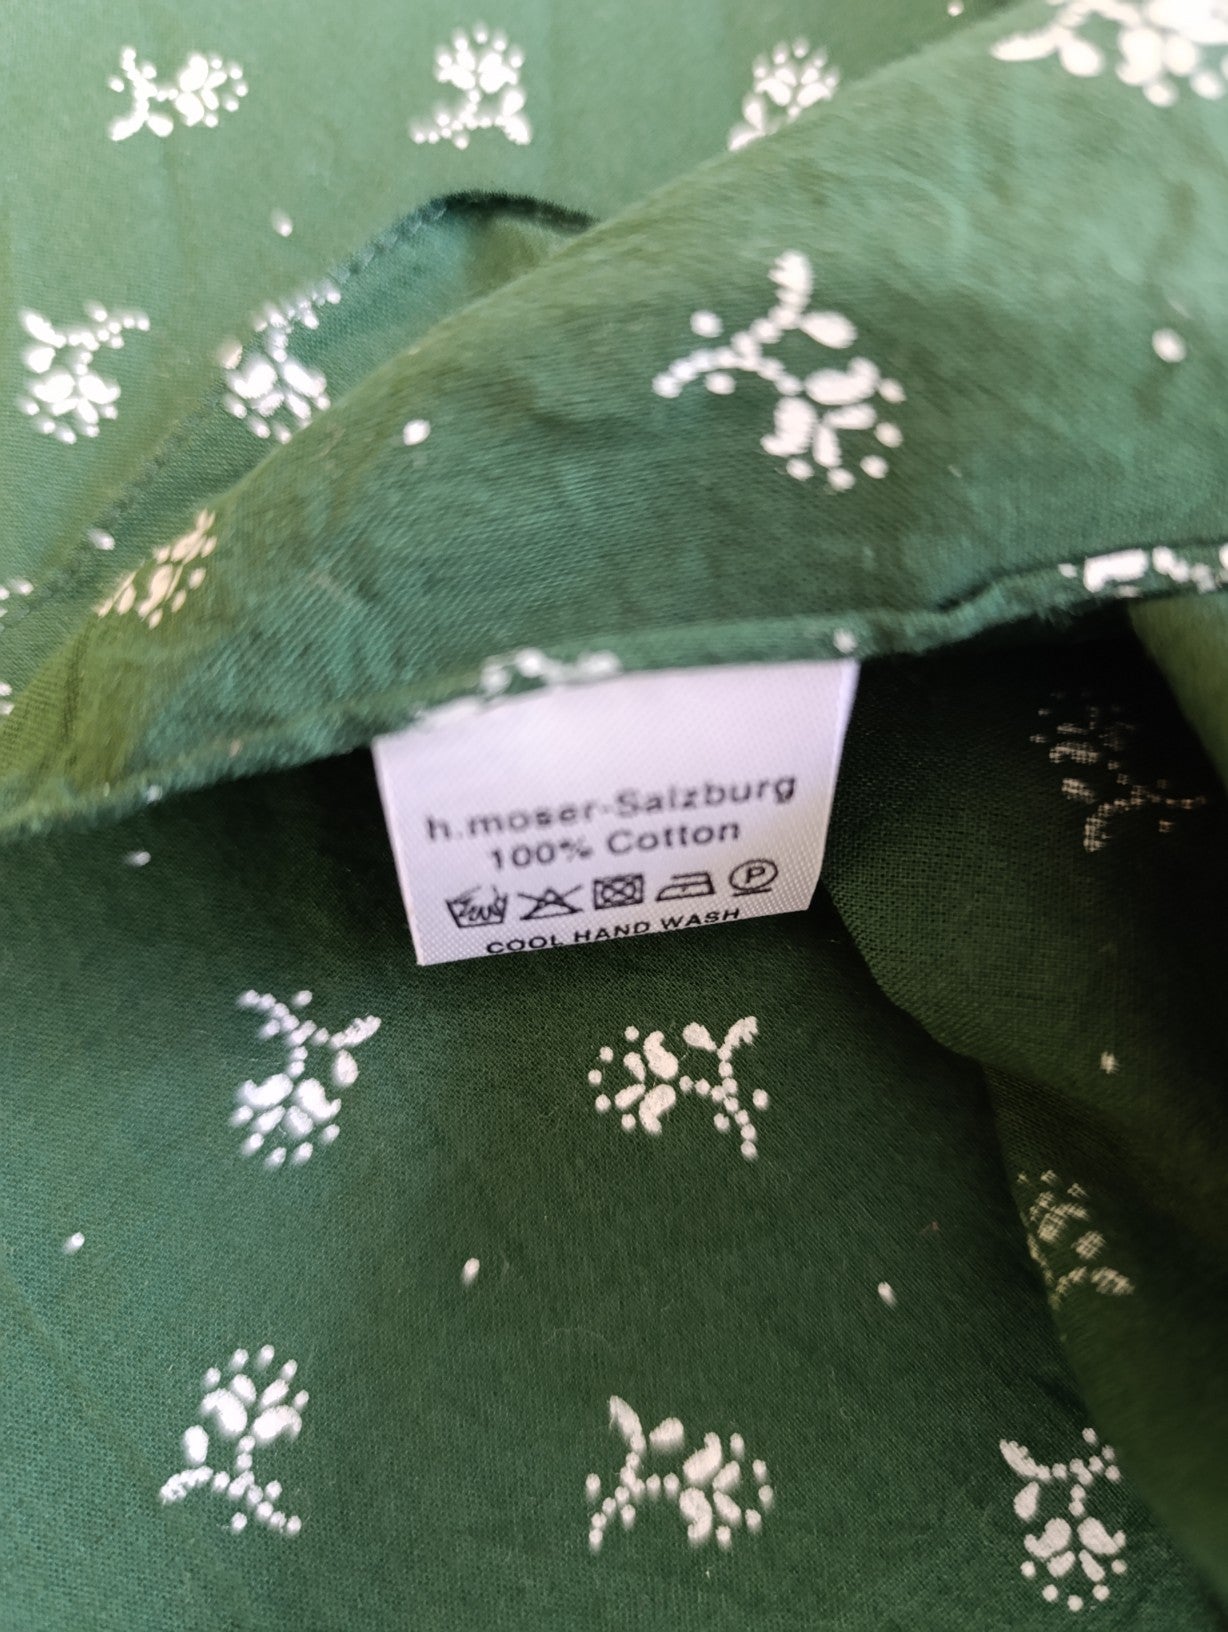 h.moser-Salzburg
100% Cotton
P
COOL HAND WASH